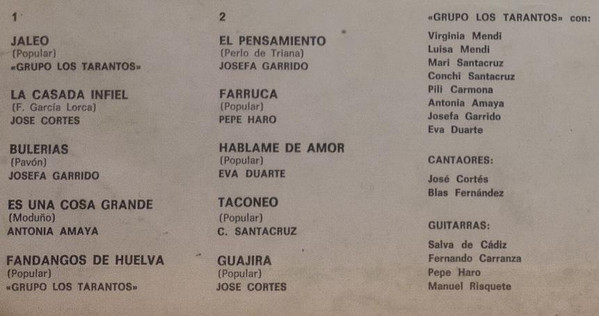 1
JALEO
(Popular)
«GRUPO LOS TARANTOS»
LA CASADA INFIEL
(F. García Lorca)
JOSE CORTES
BULERIAS
(Pavón)
JOSEFA GARRIDO
ES UNA COSA GRANDE
(Moduño)
ANTONIA AMAYA
FANDANGOS DE HUELVA
(Popular)
«GRUPO LOS TARANTOS»
2
EL PENSAMIENTO
(Perlo de Triana)
JOSEFA GARRIDO
FARRUCA
(Popular)
PEPE HARO
HABLAME DE AMOR
(Popular)
EVA DUARTE
TACONEO
(Popular)
C. SANTACRUZ
GUAJIRA
(Popular)
JOSE CORTES
«GRUPO LOS TARANTOS» con:
Virginia Mendi
Luisa Mendi
Mari Santacruz
Conchi Santacruz
Pili Carmona
Antonia Amaya
Josefa Garrido
Eva Duarte
CANTAORES:
José Cortés
Blas Fernández
GUITARRAS:
Salva de Cádiz
Fernando Carranza
Pepe Haro
Manuel Risquete